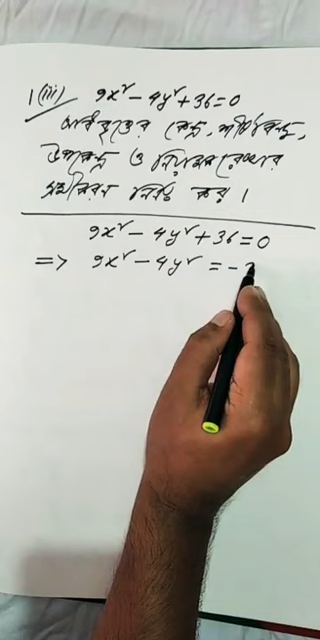 1(iii) 9x² - 4y² + 36 = 0
অধিবৃত্তের কেন্দ্র, শীর্ষবিন্দু,
উপকেন্দ্র ও নিয়ামকরেখার
সমীকরণ নির্ণয় কর।
9x² - 4y² + 36 = 0
=> 9x² - 4y² = -3